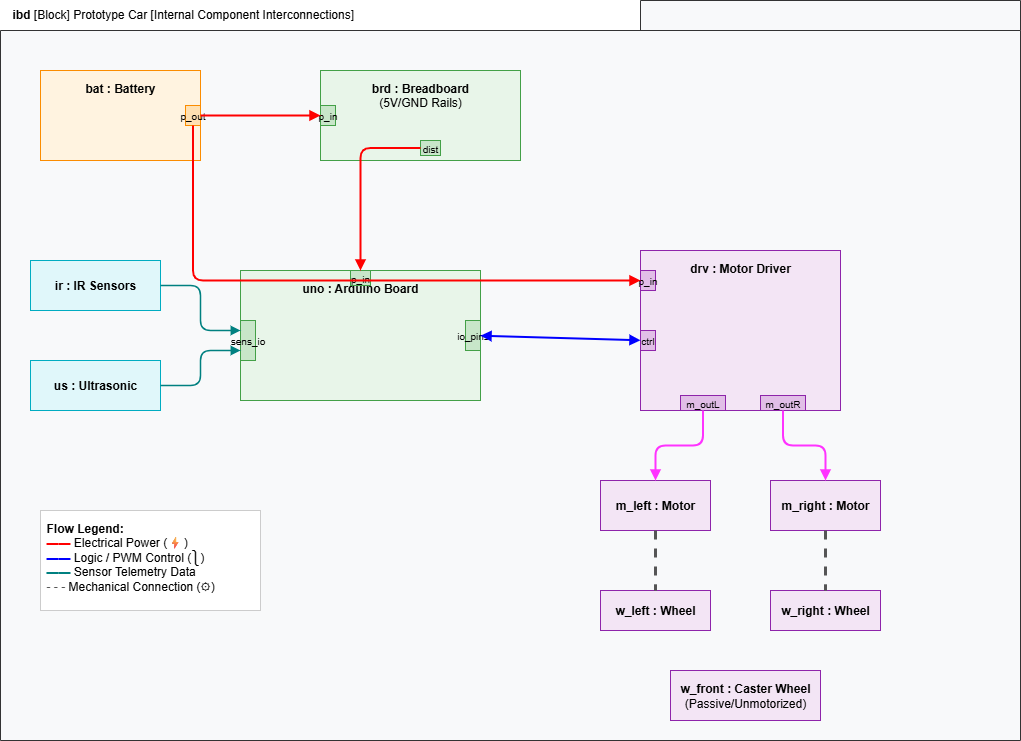 ibd [Block] Prototype Car [Internal Component Interconnections]
bat : Battery
p_out
brd : Breadboard
(5V/GND Rails)
p_in
dist
ir : IR Sensors
us : Ultrasonic
p_in
uno : Arduino Board
sens_io
io_pins
drv : Motor Driver
p_in
ctrl
m_outL
m_outR
m_left : Motor
m_right : Motor
w_left : Wheel
w_right : Wheel
w_front : Caster Wheel
(Passive/Unmotorized)
Flow Legend:
Electrical Power (⚡)
Logic / PWM Control (⎱)
Sensor Telemetry Data
- - - Mechanical Connection (⚙)